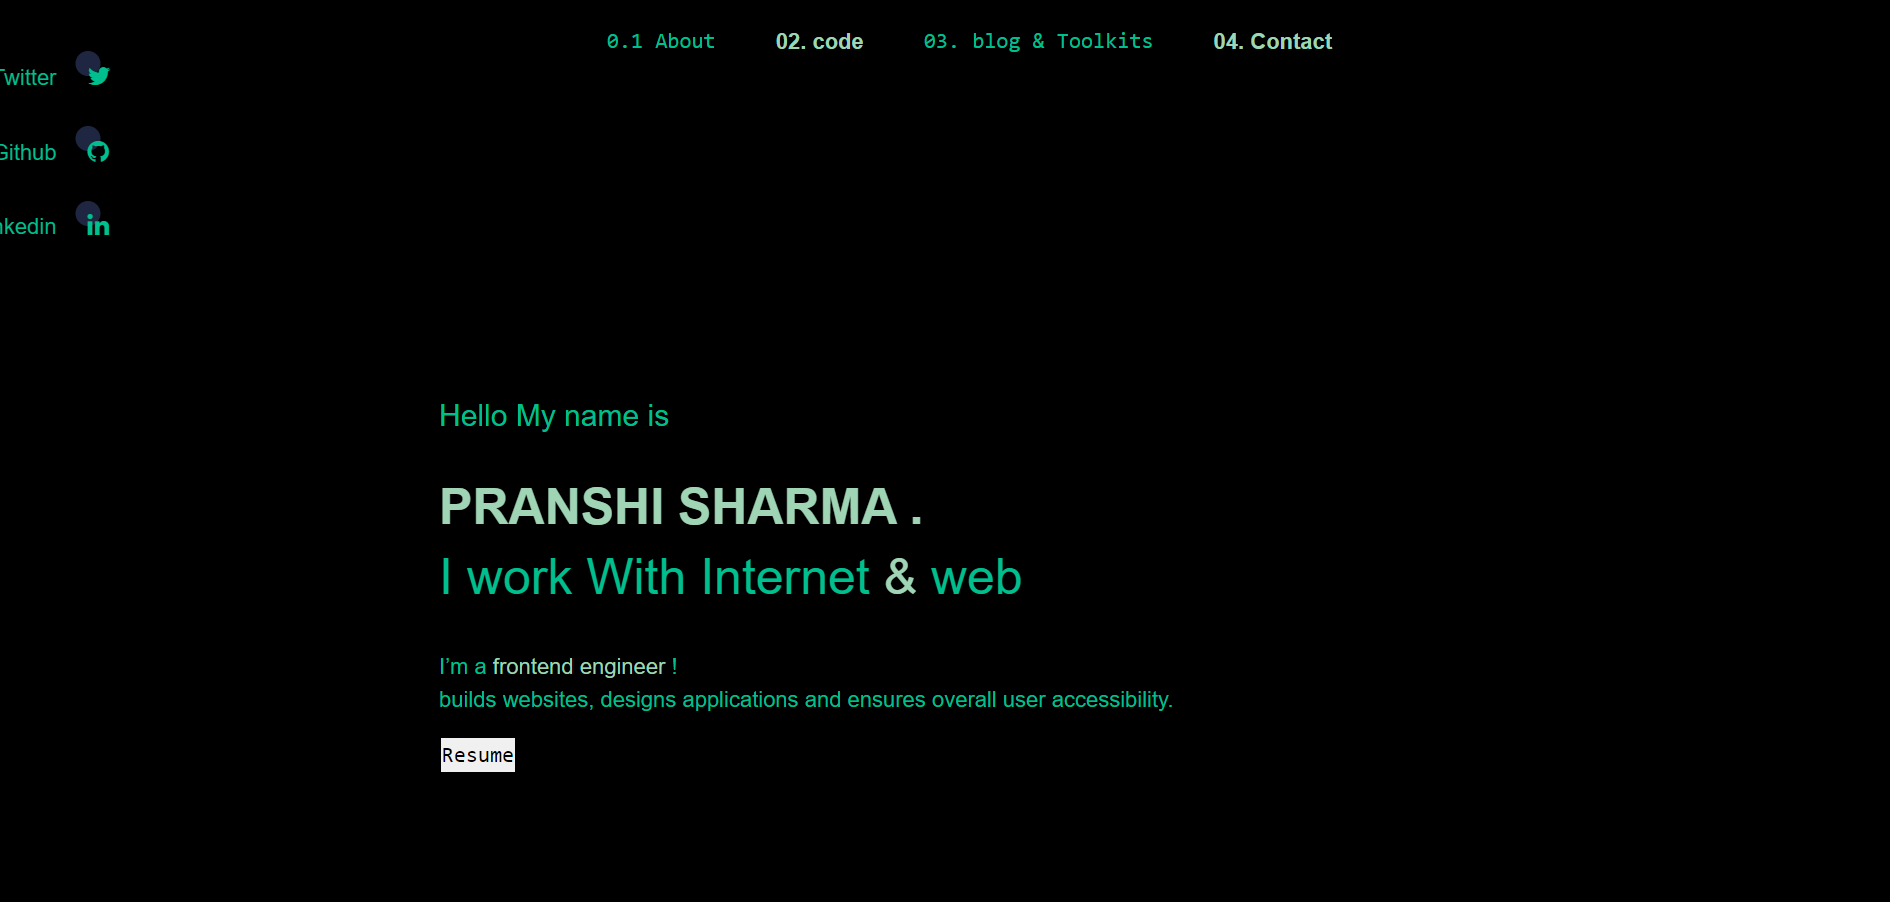 0.1 About 02. code 03. blog & Toolkits 04. Contact
Twitter
Github
nkedin
Hello My name is
PRANSHI SHARMA .
I work With Internet & web
I’m a frontend engineer !
builds websites, designs applications and ensures overall user accessibility.
Resume